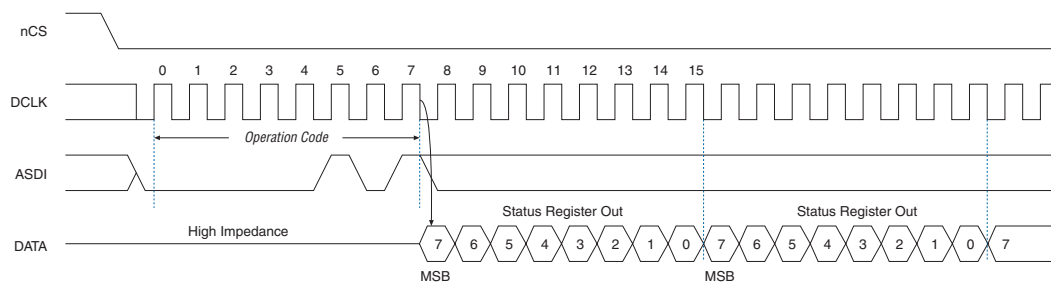 nCS
0 1 2 3 4 5 6 7 8 9 10 11 12 13 14 15
DCLK
Operation Code
ASDI
Status Register Out Status Register Out
High Impedance
DATA
7 6 5 4 3 2 1 0 7 6 5 4 3 2 1 0 7
MSB MSB